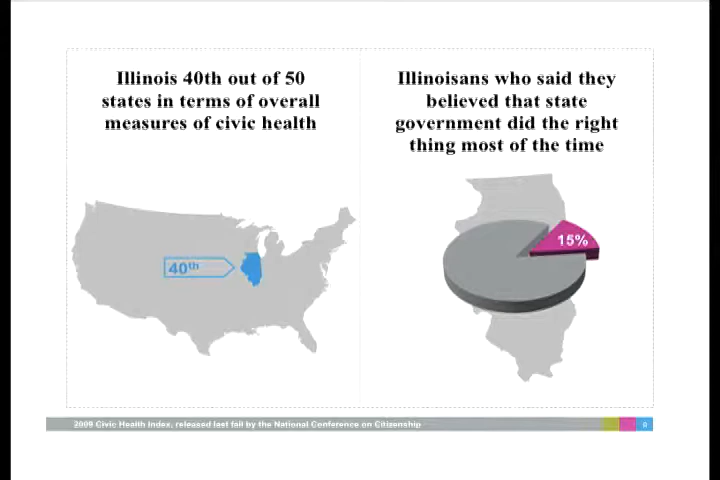 Illinois 40th out of 50
states in terms of overall
measures of civic health
Illinoisans who said they
believed that state
government did the right
thing most of the time
40th
15%
2009 Civic Health Index, released last fall by the National Conference on Citizenship